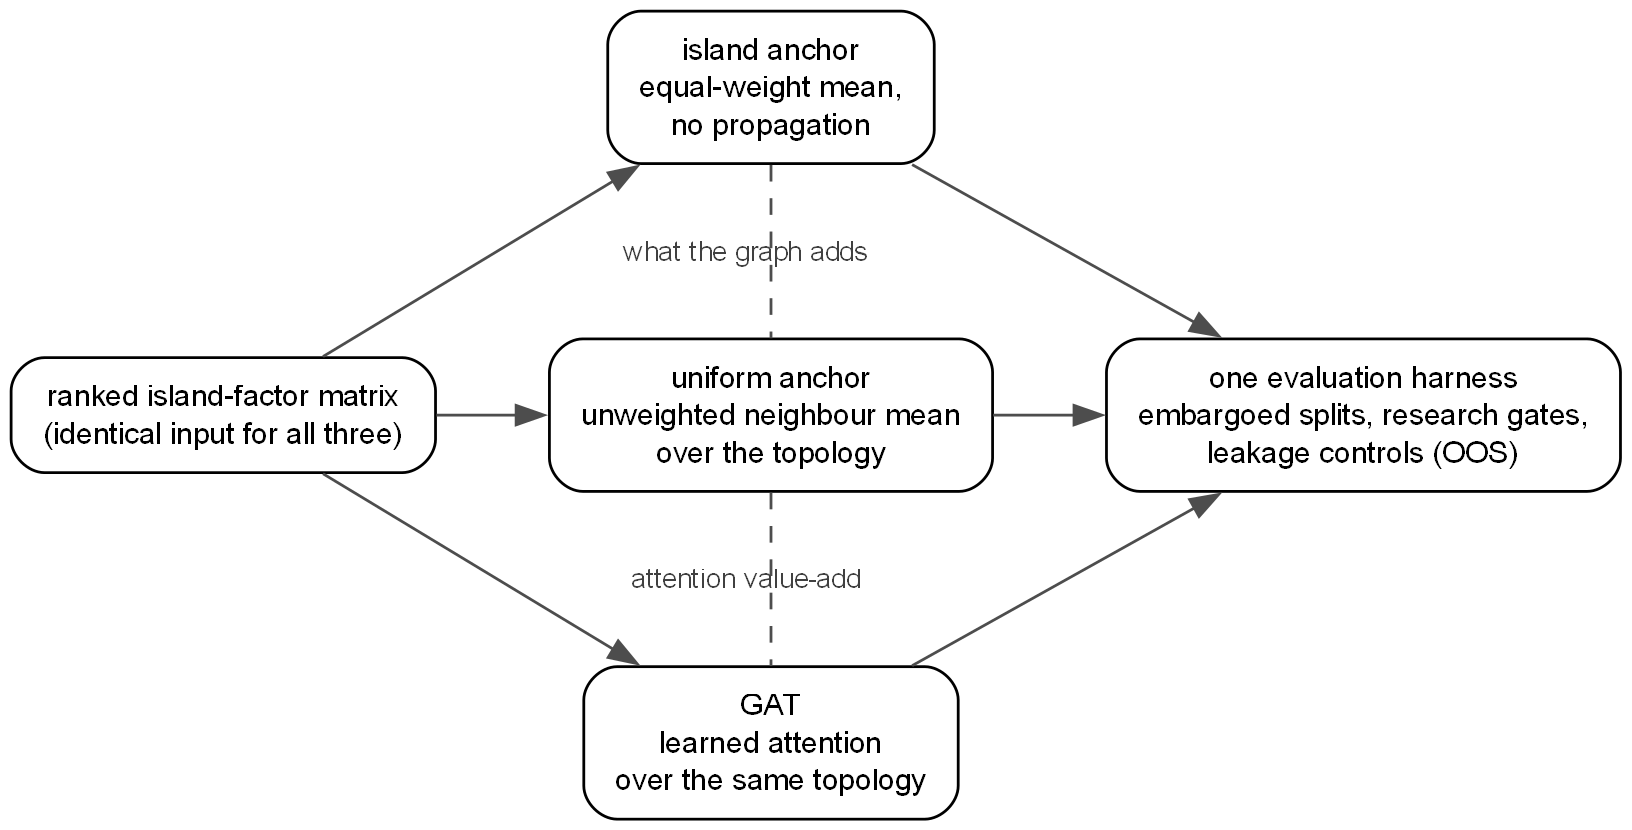 island anchor
equal-weight mean,
no propagation
what the graph adds
ranked island-factor matrix
(identical input for all three)
uniform anchor
unweighted neighbour mean
over the topology
one evaluation harness
embargoed splits, research gates,
leakage controls (OOS)
attention value-add
GAT
learned attention
over the same topology